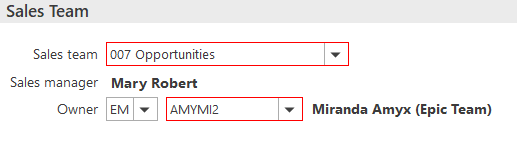 Sales Team
Sales team 007 Opportunities
Sales manager Mary Robert
Owner EM AMYMI2 Miranda Amyx (Epic Team)